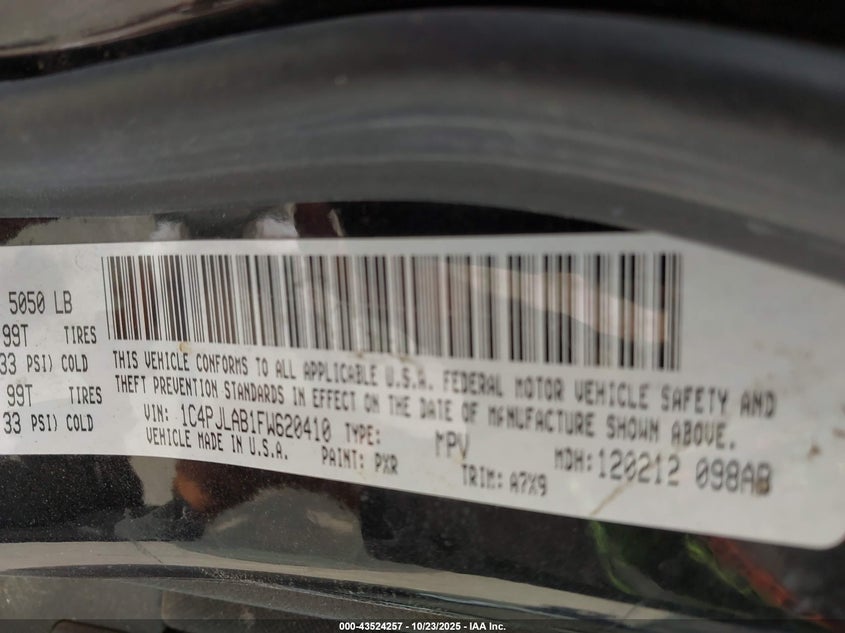 5050 LB
99T TIRES
33 PSI) COLD
99T TIRES
33 PSI) COLD
THIS VEHICLE CONFORMS TO ALL APPLICABLE U.S.A. FEDERAL MOTOR VEHICLE SAFETY AND
THEFT PREVENTION STANDARDS IN EFFECT ON THE DATE OF MANUFACTURE SHOWN ABOVE.
VIN: 1C4PJLAB1FW620410 TYPE: MPV MDH: 120212 098AB
VEHICLE MADE IN U.S.A. PAINT: PXR TRIM: A7X9
000-43524257 - 10/23/2025 - IAA Inc.